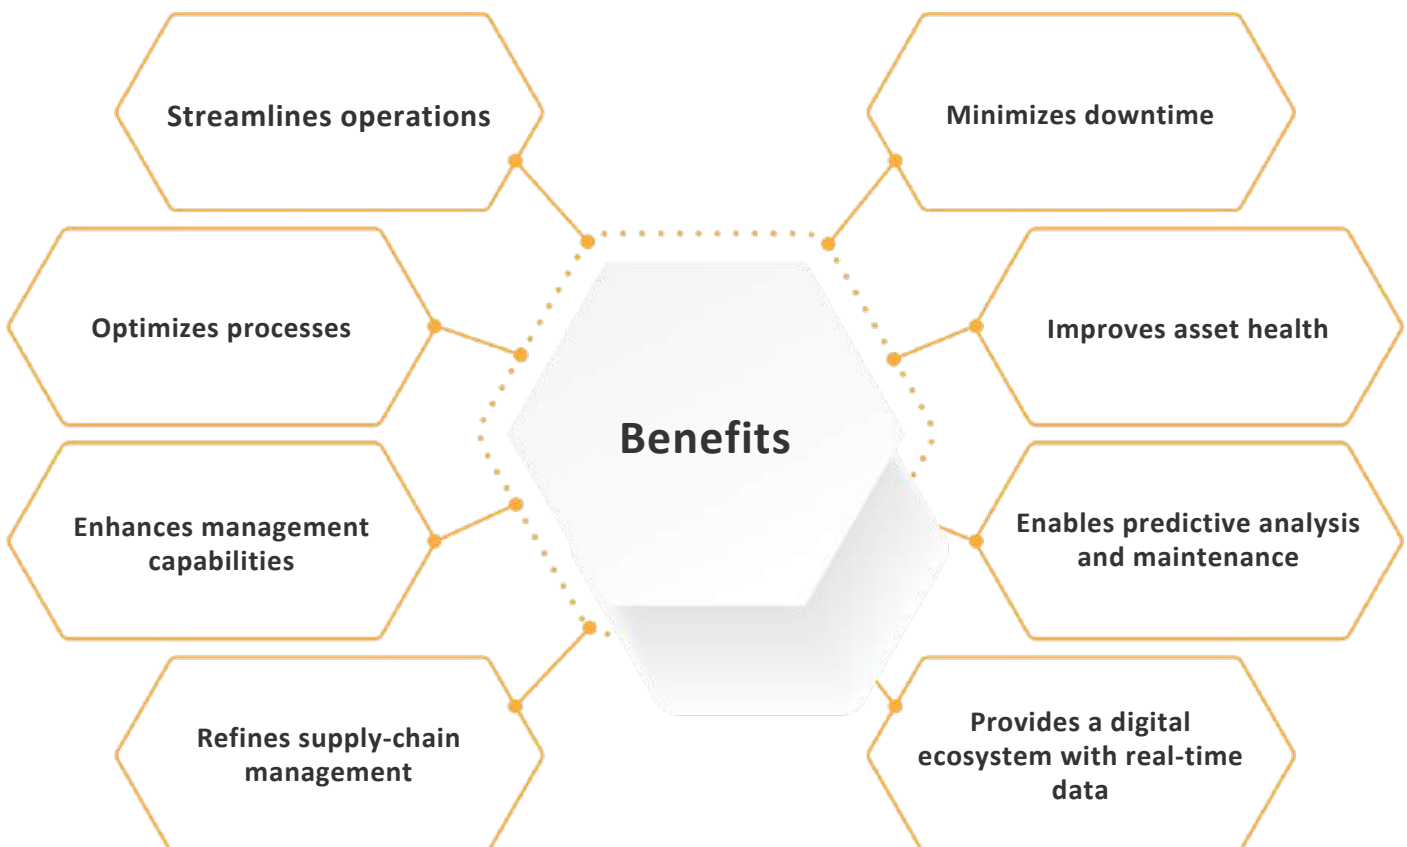 Streamlines operations
Minimizes downtime
Optimizes processes
Improves asset health
Benefits
Enhances management
capabilities
Enables predictive analysis
and maintenance
Refines supply-chain
management
Provides a digital
ecosystem with real-time
data